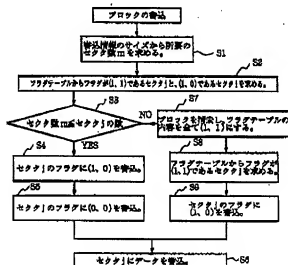 ブロックの書込
書込情報のサイズから所要の
セクタ数mを求める。
S1
S2
フラグテーブルからフラグが(1, 1)であるセクタjと、(1, 0)であるセクタを求める。
S3
セクタ数m≦セクタjの数
NO
YES
S7
ブロックを消去し、フラグテーブルの
内容を全て(1, 1)にする。
S4
セクタjのフラグに(1, 0)を書込。
S8
フラグテーブルからフラグが
(1,1)であるセクタを求める。
S5
セクタiのフラグに(0, 0)を書込。
S9
セクタjのフラグに
(1, 0)を書込。
S6
セクタjにデータを書込。